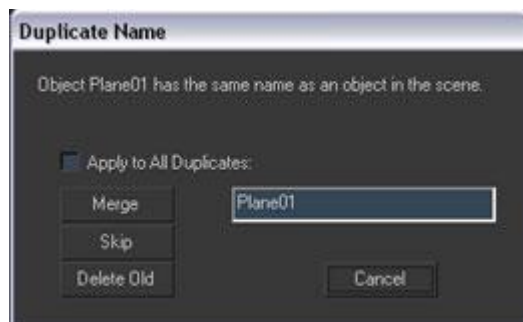 Duplicate Name
Object Plane01 has the same name as an object in the scene.
Apply to All Duplicates:
Merge
Plane01
Skip
Delete Old
Cancel